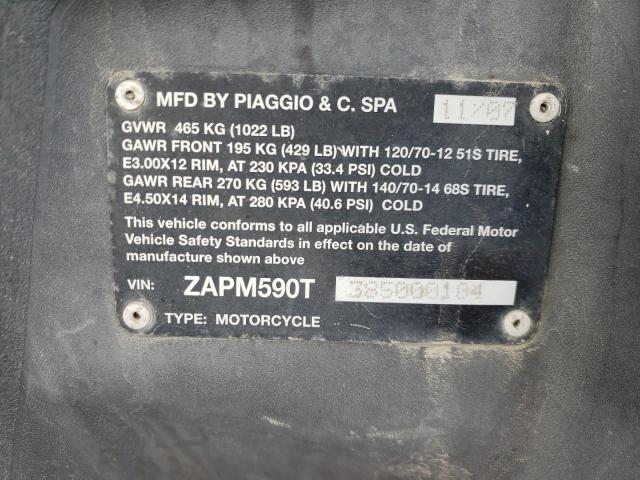 MFD BY PIAGGIO & C. SPA 11/07
GVWR 465 KG (1022 LB)
GAWR FRONT 195 KG (429 LB) WITH 120/70-12 51S TIRE,
E3.00X12 RIM, AT 230 KPA (33.4 PSI) COLD
GAWR REAR 270 KG (593 LB) WITH 140/70-14 68S TIRE,
E4.50X14 RIM, AT 280 KPA (40.6 PSI) COLD
This vehicle conforms to all applicable U.S. Federal Motor
Vehicle Safety Standards in effect on the date of
manufacture shown above
VIN: ZAPM590T 385000104
TYPE: MOTORCYCLE